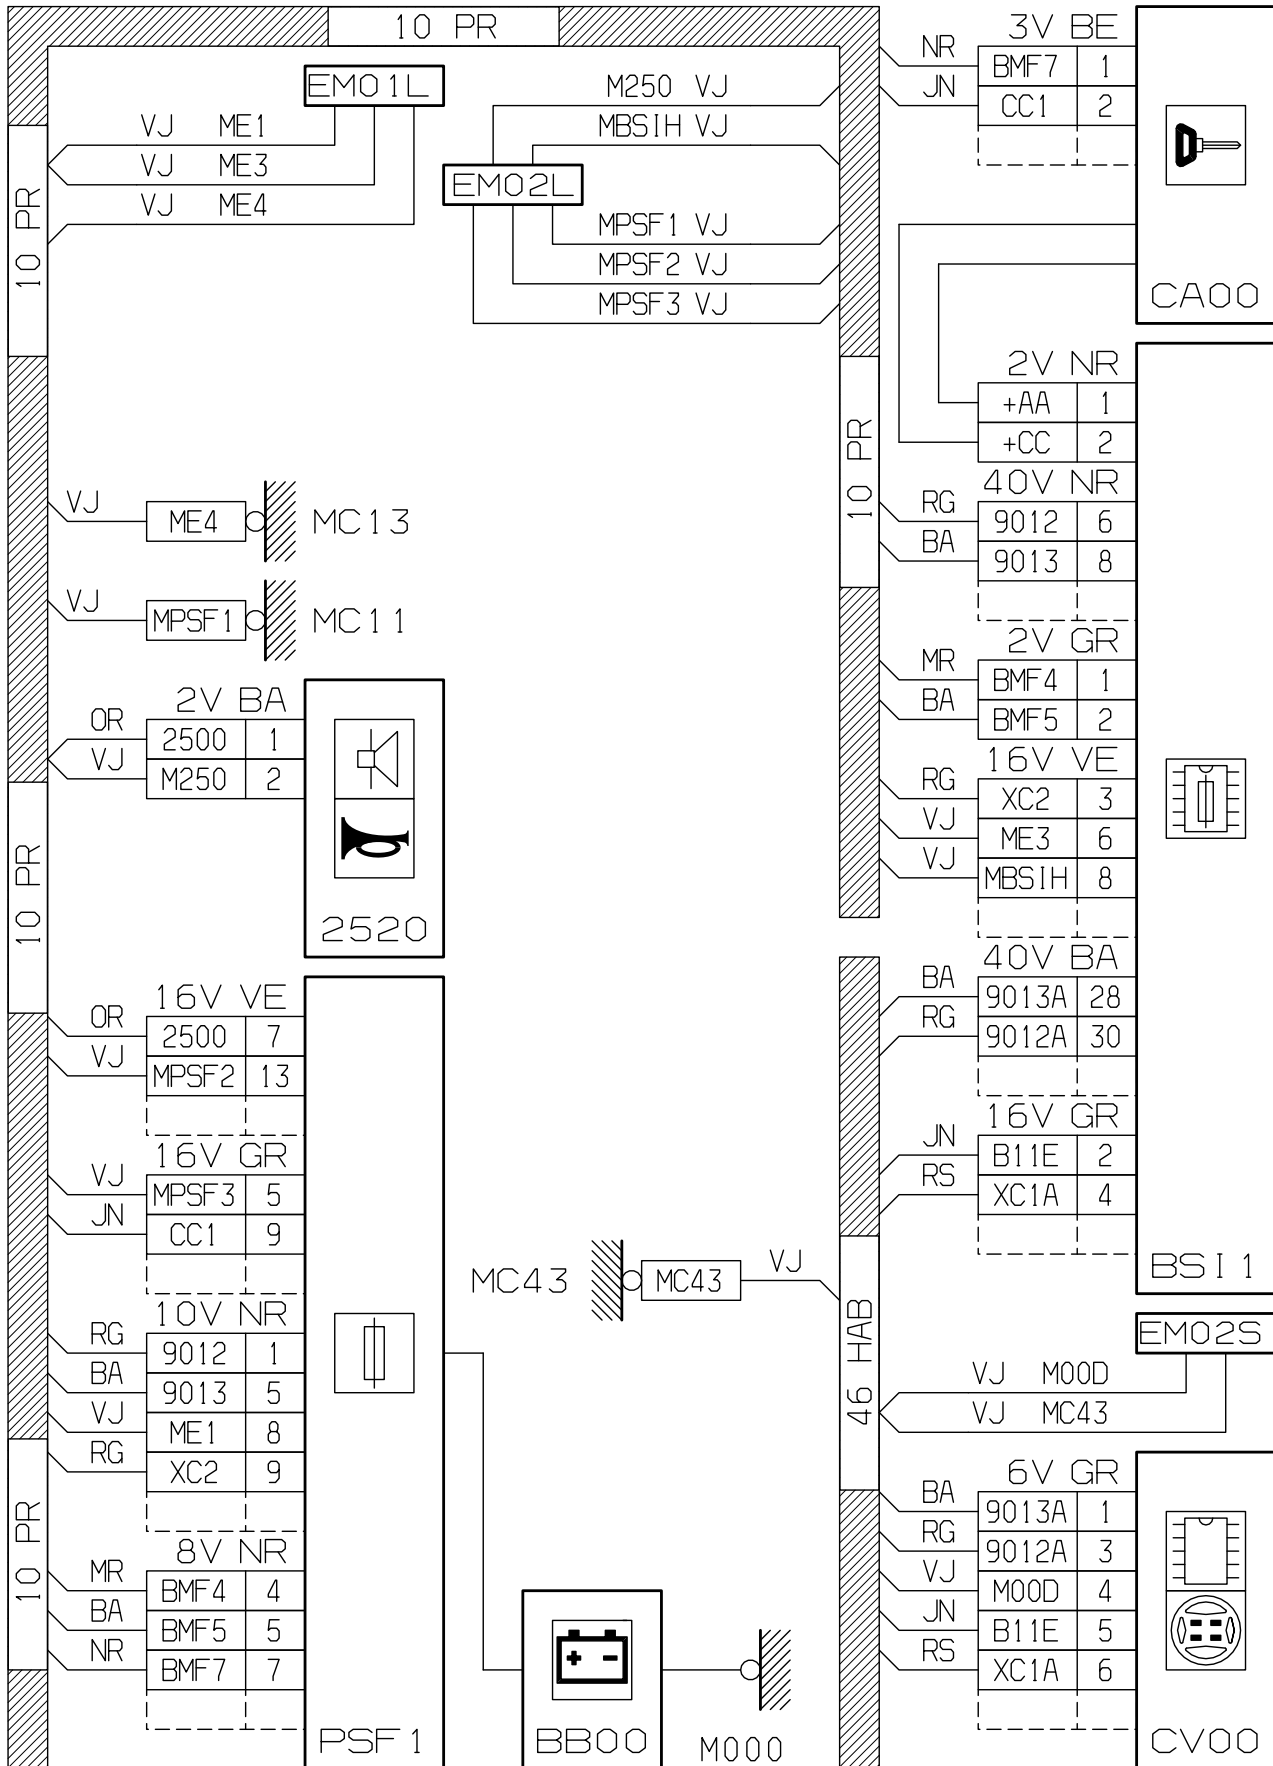 10 PR
EM01L
VJ ME1
VJ ME3
VJ ME4
10 PR
M250 VJ
MBSIH VJ
EM02L
MPSF1 VJ
MPSF2 VJ
MPSF3 VJ
VJ ME4 MC13
VJ MPSF1 MC11
2V BA
OR 2500 1
VJ M250 2
2520
10 PR
16V VE
OR 2500 7
VJ MPSF2 13
16V GR
VJ MPSF3 5
JN CC1 9
10V NR
RG 9012 1
BA 9013 5
VJ ME1 8
RG XC2 9
10 PR
8V NR
MR BMF4 4
BA BMF5 5
NR BMF7 7
PSF1
BB00
+ -
M000
MC43 MC43 VJ
10 PR
46 HAB
3V BE
NR BMF7 1
JN CC1 2
CA00
2V NR
+AA 1
+CC 2
40V NR
RG 9012 6
BA 9013 8
2V GR
MR BMF4 1
BA BMF5 2
16V VE
RG XC2 3
VJ ME3 6
VJ MBSIH 8
40V BA
BA 9013A 28
RG 9012A 30
16V GR
JN B11E 2
RS XC1A 4
BSI1
EM02S
VJ M00D
VJ MC43
6V GR
BA 9013A 1
RG 9012A 3
VJ M00D 4
JN B11E 5
RS XC1A 6
CV00